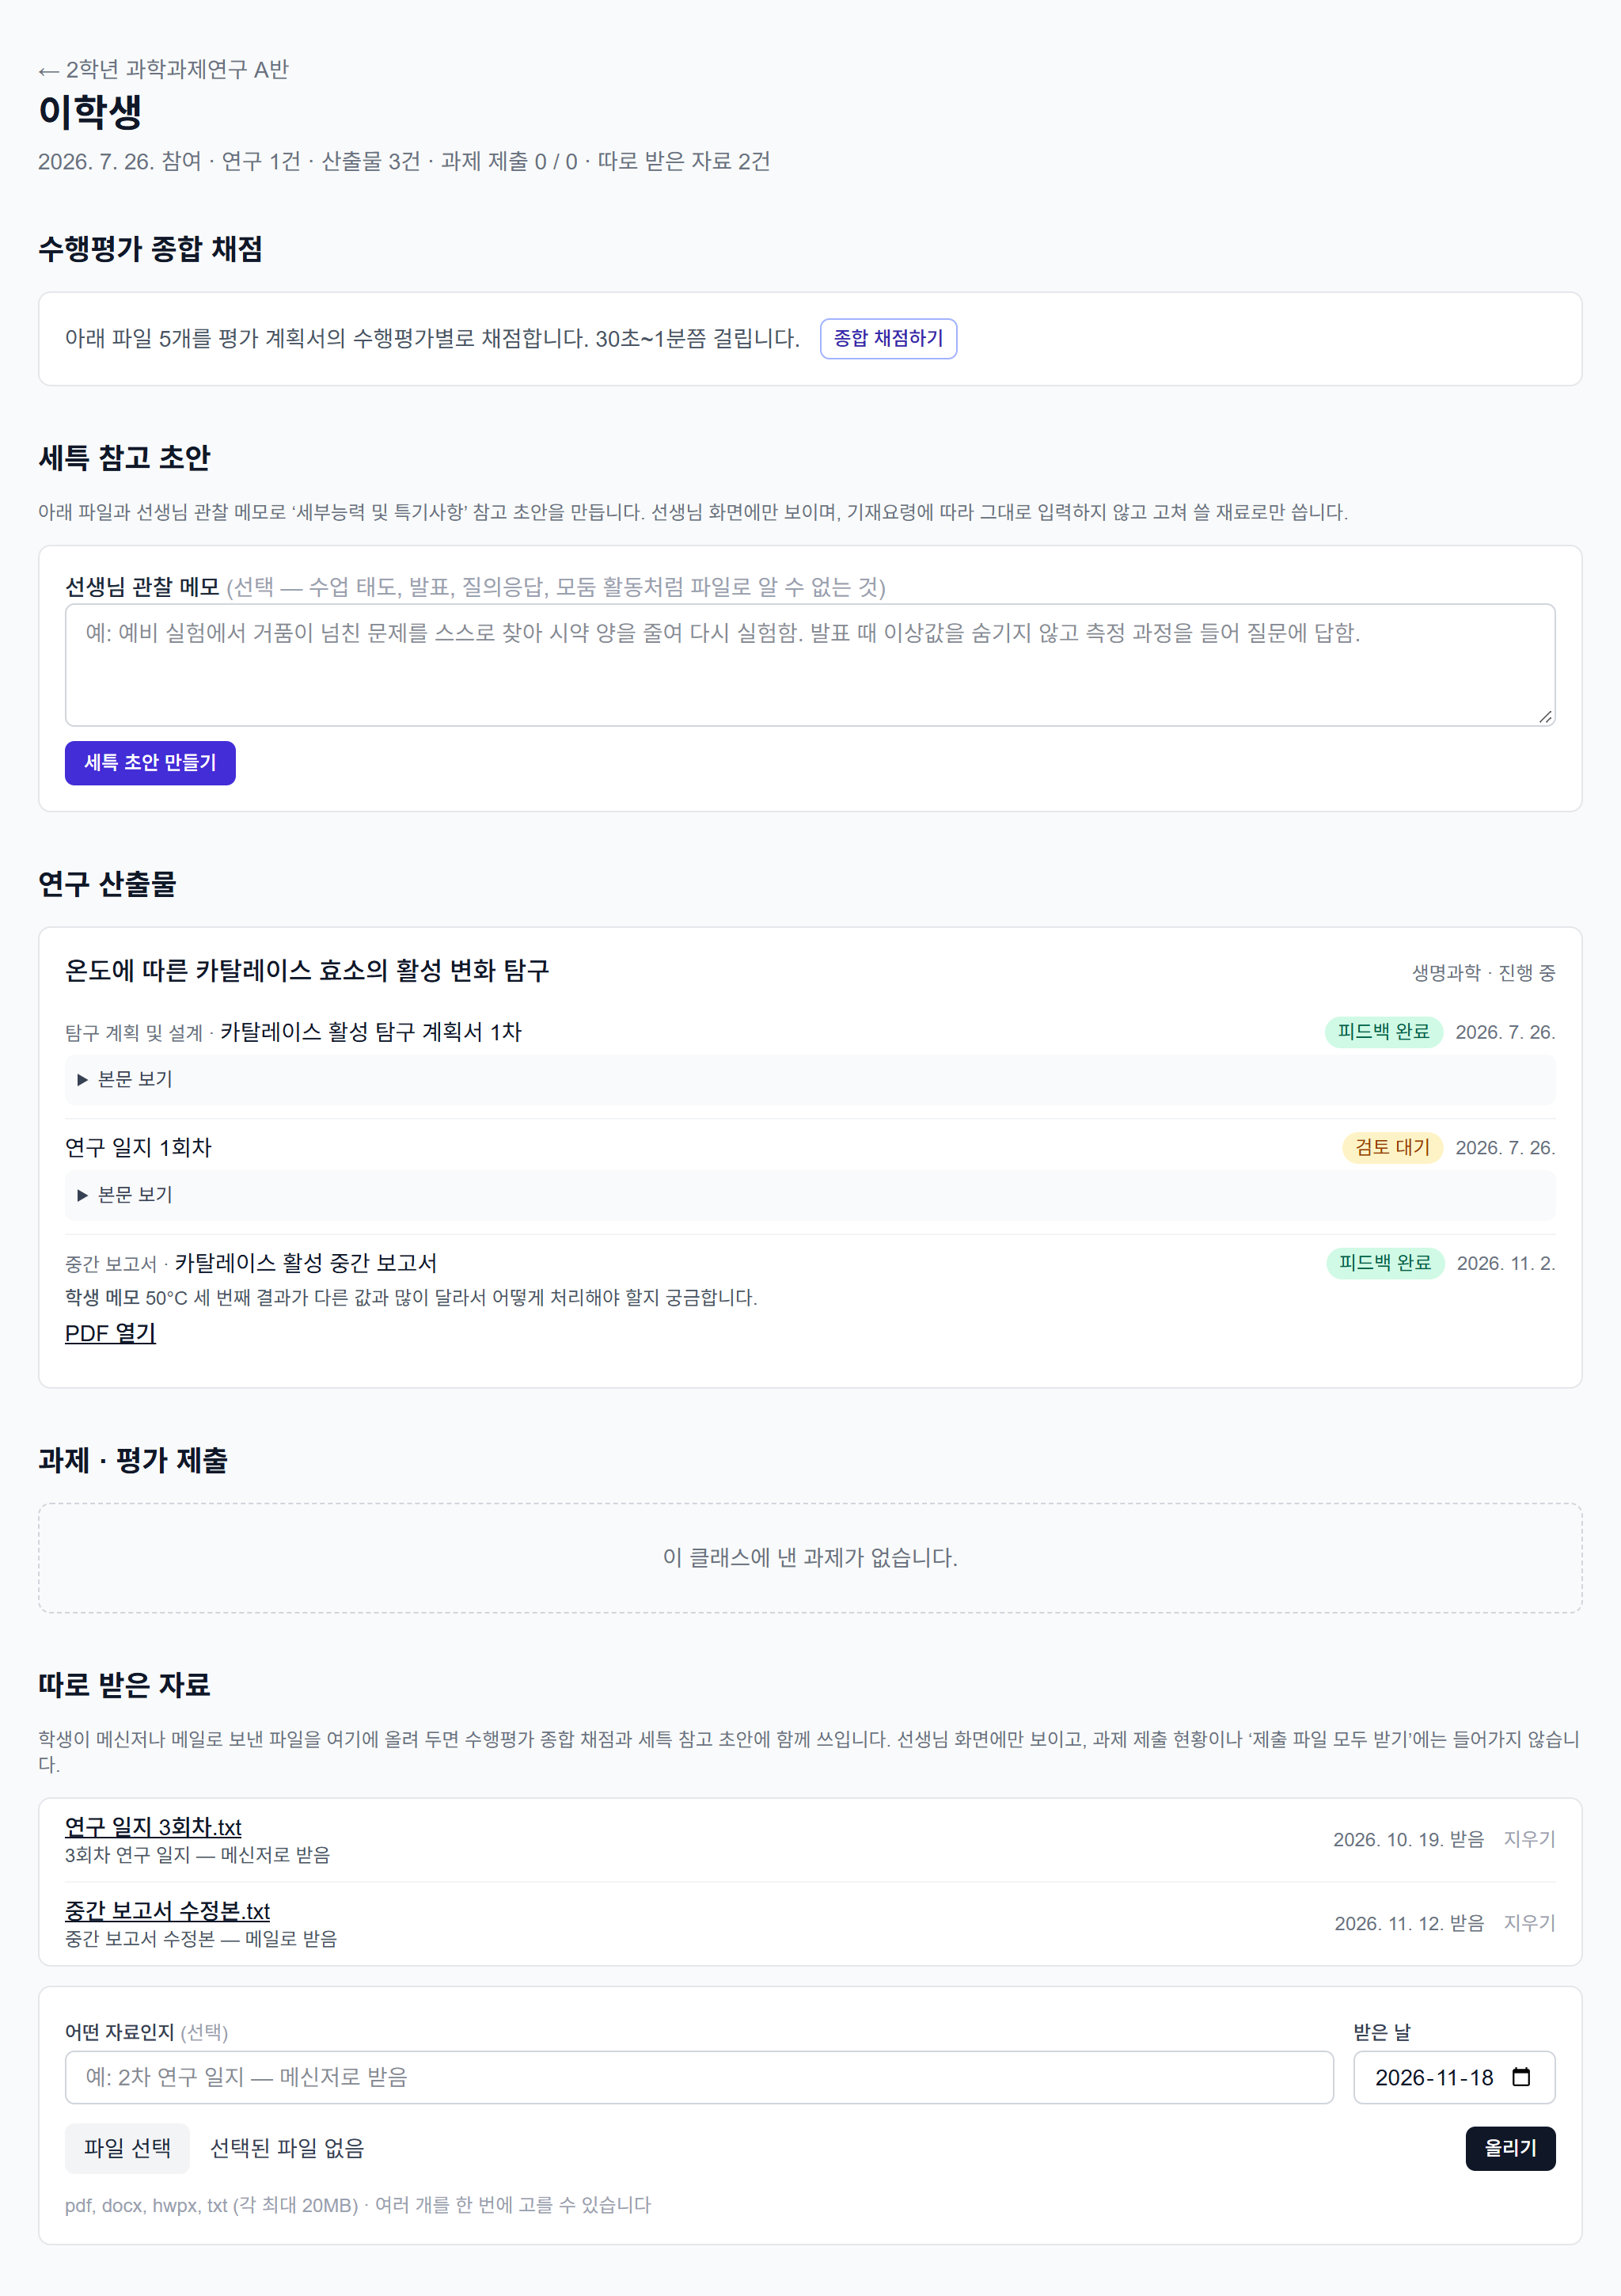 ← 2학년 과학과제연구 A반
이학생
2026. 7. 26. 참여 · 연구 1건 · 산출물 3건 · 과제 제출 0 / 0 · 따로 받은 자료 2건
수행평가 종합 채점
아래 파일 5개를 평가 계획서의 수행평가별로 채점합니다. 30초~1분쯤 걸립니다. 종합 채점하기
세특 참고 초안
아래 파일과 선생님 관찰 메모로 ‘세부능력 및 특기사항’ 참고 초안을 만듭니다. 선생님 화면에만 보이며, 기재요령에 따라 그대로 입력하지 않고 고쳐 쓸 재료로만 씁니다.
선생님 관찰 메모 (선택 — 수업 태도, 발표, 질의응답, 모둠 활동처럼 파일로 알 수 없는 것)
예: 예비 실험에서 거품이 넘친 문제를 스스로 찾아 시약 양을 줄여 다시 실험함. 발표 때 이상값을 숨기지 않고 측정 과정을 들어 질문에 답함.
세특 초안 만들기
연구 산출물
온도에 따른 카탈레이스 효소의 활성 변화 탐구 생명과학 · 진행 중
탐구 계획 및 설계 · 카탈레이스 활성 탐구 계획서 1차 피드백 완료 2026. 7. 26.
▶ 본문 보기
연구 일지 1회차 검토 대기 2026. 7. 26.
▶ 본문 보기
중간 보고서 · 카탈레이스 활성 중간 보고서 피드백 완료 2026. 11. 2.
학생 메모 50°C 세 번째 결과가 다른 값과 많이 달라서 어떻게 처리해야 할지 궁금합니다.
PDF 열기
과제 · 평가 제출
이 클래스에 낸 과제가 없습니다.
따로 받은 자료
학생이 메신저나 메일로 보낸 파일을 여기에 올려 두면 수행평가 종합 채점과 세특 참고 초안에 함께 쓰입니다. 선생님 화면에만 보이고, 과제 제출 현황이나 ‘제출 파일 모두 받기’에는 들어가지 않습니
다.
연구 일지 3회차.txt
3회차 연구 일지 — 메신저로 받음 2026. 10. 19. 받음 지우기
중간 보고서 수정본.txt
중간 보고서 수정본 — 메일로 받음 2026. 11. 12. 받음 지우기
어떤 자료인지 (선택) 받은 날
예: 2차 연구 일지 — 메신저로 받음 2026-11-18
파일 선택 선택된 파일 없음 올리기
pdf, docx, hwpx, txt (각 최대 20MB) · 여러 개를 한 번에 고를 수 있습니다